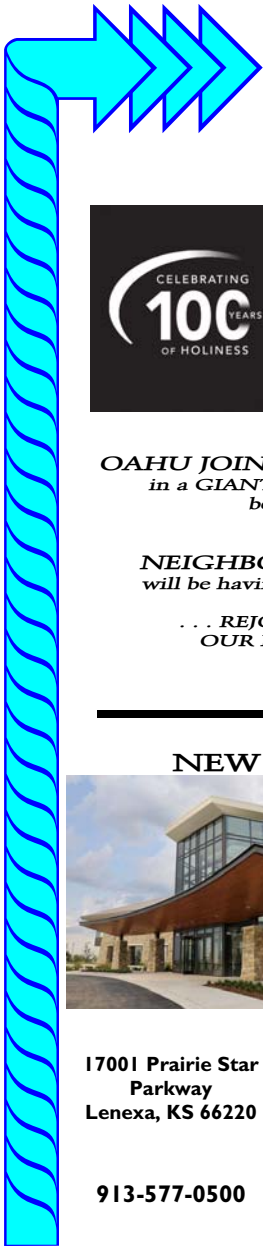 CELEBRATING
100 YEARS
OF HOLINESS
OAHU JOIN
in a GIANT
be
NEIGHBO
will be havin
. . . REJO
OUR
NEW
17001 Prairie Star
Parkway
Lenexa, KS 66220
913-577-0500